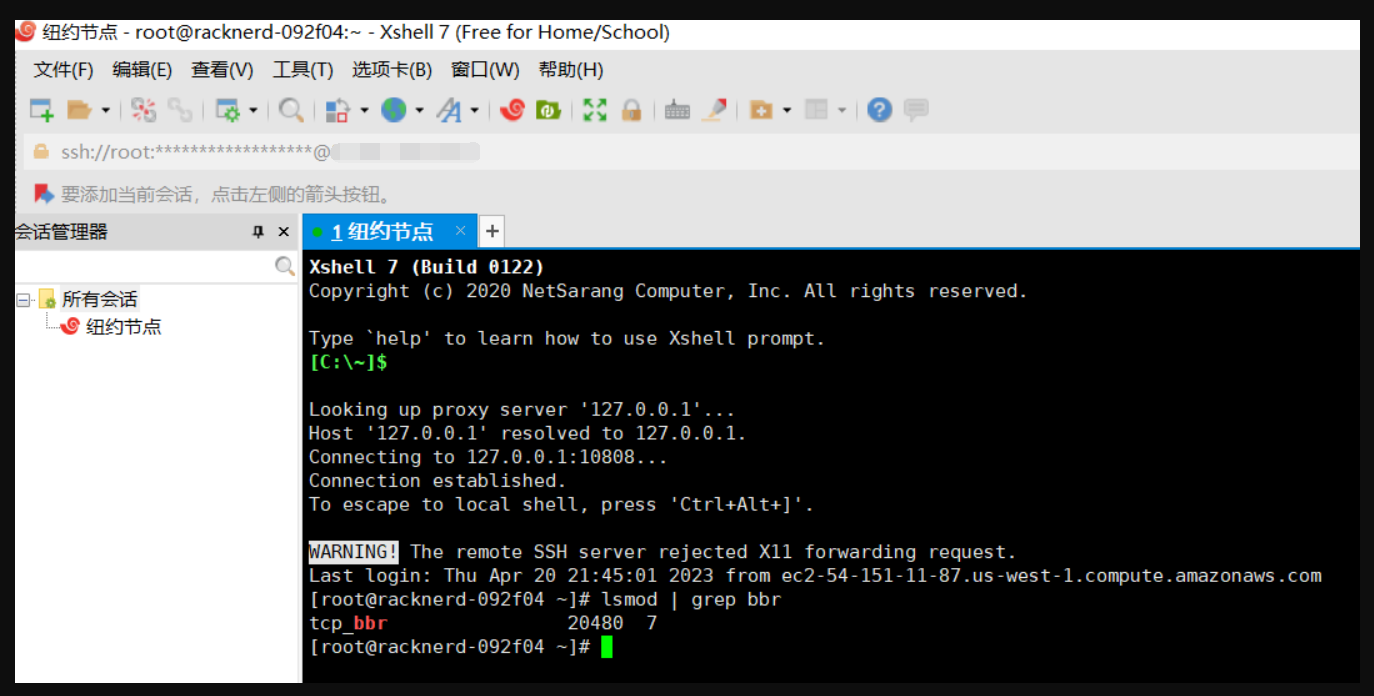 纽约节点 - root@racknerd-092f04:~ - Xshell 7 (Free for Home/School)
文件(F) 编辑(E) 查看(V) 工具(T) 选项卡(B) 窗口(W) 帮助(H)
ssh://root:******************@
要添加当前会话，点击左侧的箭头按钮。
会话管理器
1 纽约节点
所有会话
纽约节点
Xshell 7 (Build 0122)
Copyright (c) 2020 NetSarang Computer, Inc. All rights reserved.
Type `help' to learn how to use Xshell prompt.
[C:\~]$
Looking up proxy server '127.0.0.1'...
Host '127.0.0.1' resolved to 127.0.0.1.
Connecting to 127.0.0.1:10808...
Connection established.
To escape to local shell, press 'Ctrl+Alt+]'.
WARNING! The remote SSH server rejected X11 forwarding request.
Last login: Thu Apr 20 21:45:01 2023 from ec2-54-151-11-87.us-west-1.compute.amazonaws.com
[root@racknerd-092f04 ~]# lsmod | grep bbr
tcp_bbr 20480 7
[root@racknerd-092f04 ~]#